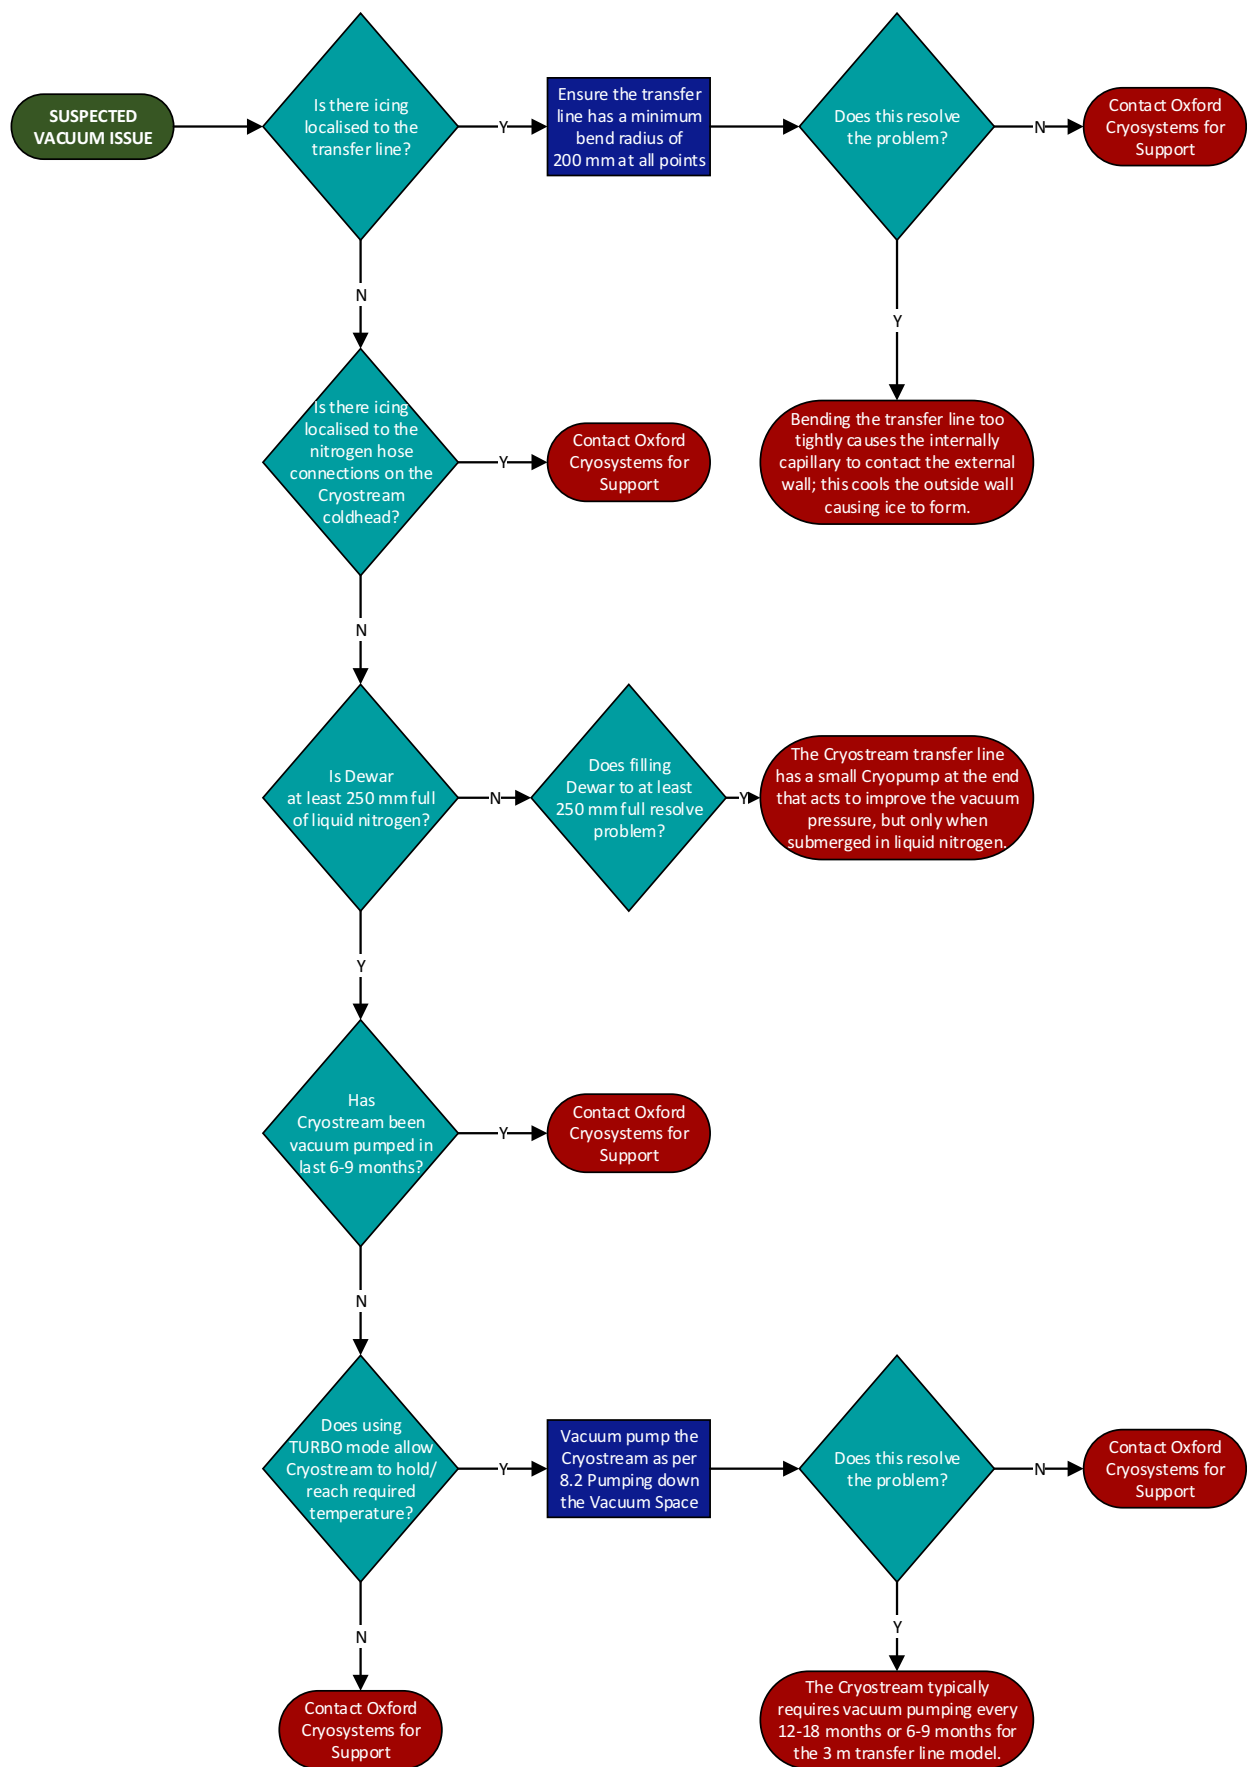 SUSPECTED
VACUUM ISSUE
Is there icing
localised to the
transfer line?
Y
Ensure the transfer
line has a minimum
bend radius of
200 mm at all points
Does this resolve
the problem?
N
Contact Oxford
Cryosystems for
Support
N
Y
Is there icing
localised to the
nitrogen hose
connections on the
Cryostream
coldhead?
Y
Contact Oxford
Cryosystems for
Support
Bending the transfer line too
tightly causes the internally
capillary to contact the external
wall; this cools the outside wall
causing ice to form.
N
Is Dewar
at least 250 mm full
of liquid nitrogen?
N
Does filling
Dewar to at least
250 mm full resolve
problem?
Y
The Cryostream transfer line
has a small Cryopump at the end
that acts to improve the vacuum
pressure, but only when
submerged in liquid nitrogen.
Y
Has
Cryostream been
vacuum pumped in
last 6-9 months?
Y
Contact Oxford
Cryosystems for
Support
N
Does using
TURBO mode allow
Cryostream to hold/
reach required
temperature?
Y
Vacuum pump the
Cryostream as per
8.2 Pumping down
the Vacuum Space
Does this resolve
the problem?
N
Contact Oxford
Cryosystems for
Support
N
Y
Contact Oxford
Cryosystems for
Support
The Cryostream typically
requires vacuum pumping every
12-18 months or 6-9 months for
the 3 m transfer line model.